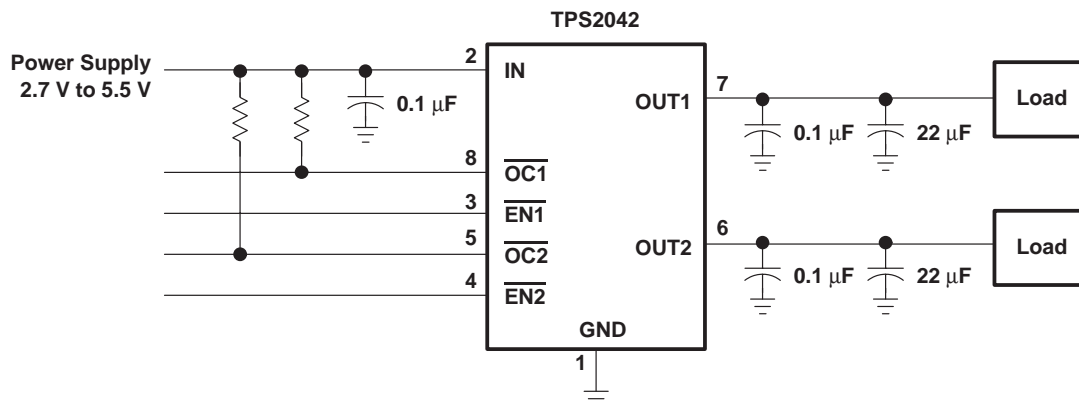 TPS2042
Power Supply
2.7 V to 5.5 V
2
IN
0.1 μF
8
OC1
3
EN1
5
OC2
4
EN2
GND
1
OUT1
7
0.1 μF
22 μF
Load
OUT2
6
0.1 μF
22 μF
Load